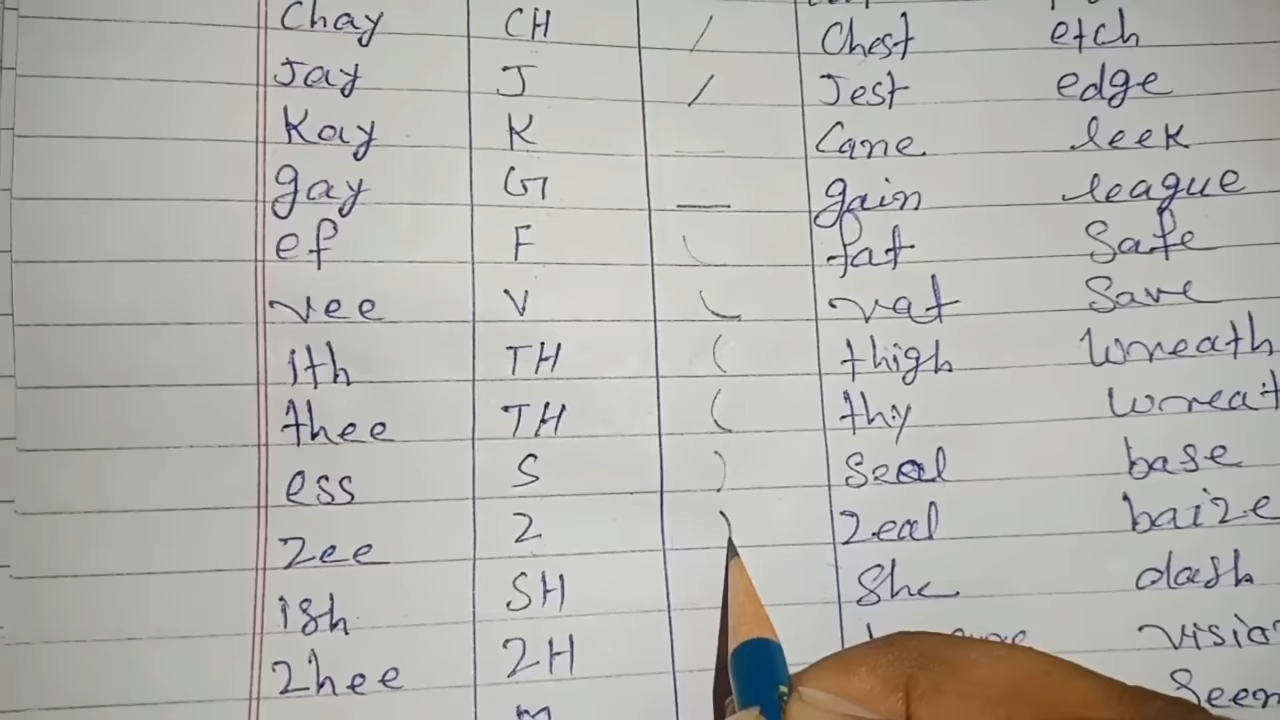 Chay CH / Chest etch
Jay J / Jest edge
Kay K — Cane leek
gay G — gain league
ef F fat Safe
vee V vat Save
ith TH ( thigh Wreath
thee TH ( thy
ess S ) Seal base
Zee Z ) Zeal baize
ish SH She dash
Zhee ZH
M Seen